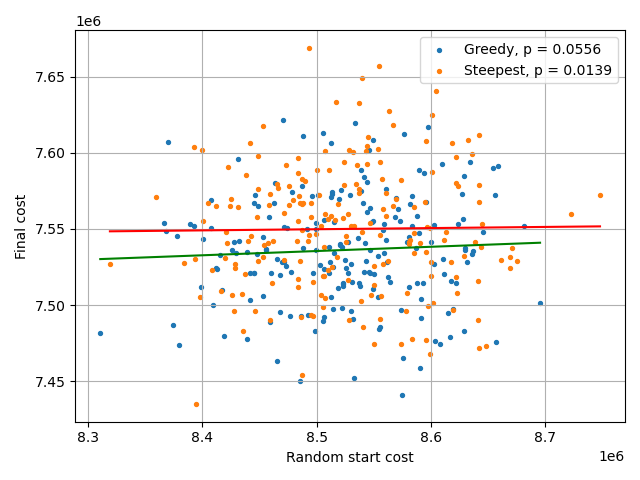 1e6
Greedy, p = 0.0556
Steepest, p = 0.0139
7.65
7.60
7.55
7.50
7.45
Final cost
8.3 8.4 8.5 8.6 8.7
Random start cost
1e6